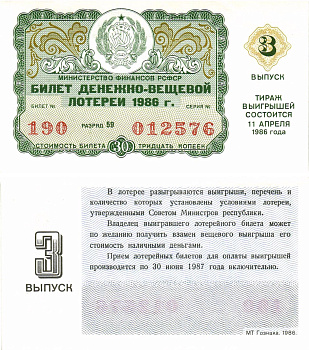 3
ВЫПУСК
МИНИСТЕРСТВО ФИНАНСОВ РСФСР
БИЛЕТ ДЕНЕЖНО-ВЕЩЕВОЙ
ЛОТЕРЕИ 1986 г.
БИЛЕТ № СЕРИЯ №
190 РАЗРЯД 59 012576
СТОИМОСТЬ БИЛЕТА 30 ТРИДЦАТЬ КОПЕЕК
ТИРАЖ
ВЫИГРЫШЕЙ
СОСТОИТСЯ
11 АПРЕЛЯ
1986 года
3
ВЫПУСК
В лотерее разыгрываются выигрыши, перечень и
количество которых установлены условиями лотереи,
утвержденными Советом Министров республики.
Владелец выигравшего лотерейного билета может
по желанию получить взамен вещевого выигрыша его
стоимость наличными деньгами.
Прием лотерейных билетов для оплаты выигрышей
производится по 30 июня 1987 года включительно.
МТ Гознака. 1986.